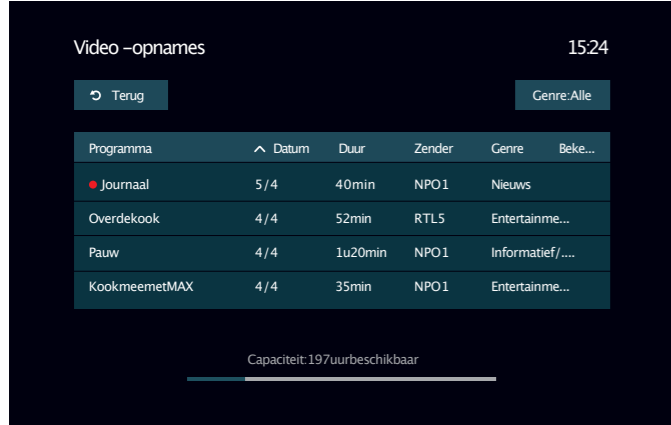 Video –opnames 15:24
Terug Genre:Alle
Programma Datum Duur Zender Genre Beke...
Journaal 5/4 40min NPO1 Nieuws
Overdekook 4/4 52min RTL5 Entertainme...
Pauw 4/4 1u20min NPO1 Informatief/....
KookmeemetMAX 4/4 35min NPO1 Entertainme...
Capaciteit:197uurbeschikbaar